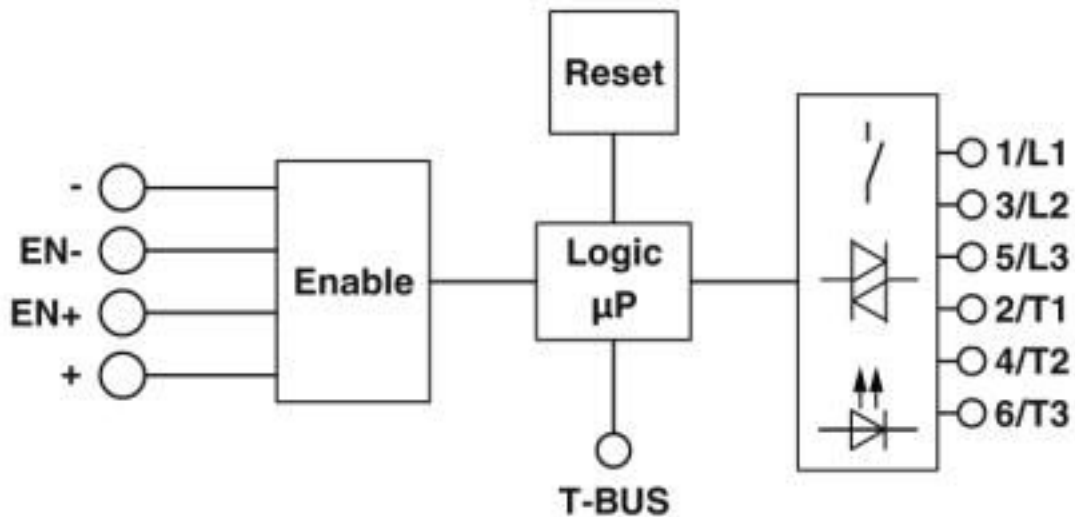 Reset
-
EN-
EN+
+
Enable
Logic
µP
T-BUS
1/L1
3/L2
5/L3
2/T1
4/T2
6/T3